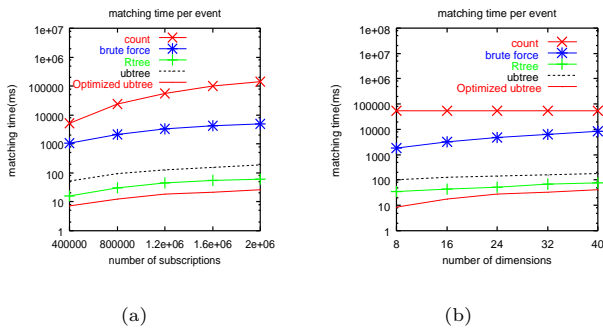 matching time per event
1e+07
1e+06
100000
10000
1000
100
10
1
matching time(ms)
count
brute force
Rtree
ubtree
Optimized ubtree
400000 800000 1.2e+06 1.6e+06 2e+06
number of subscriptions
(a)
matching time per event
1e+08
1e+07
1e+06
100000
10000
1000
100
10
1
matching time(ms)
count
brute force
Rtree
ubtree
Optimized ubtree
8 16 24 32 40
number of dimensions
(b)